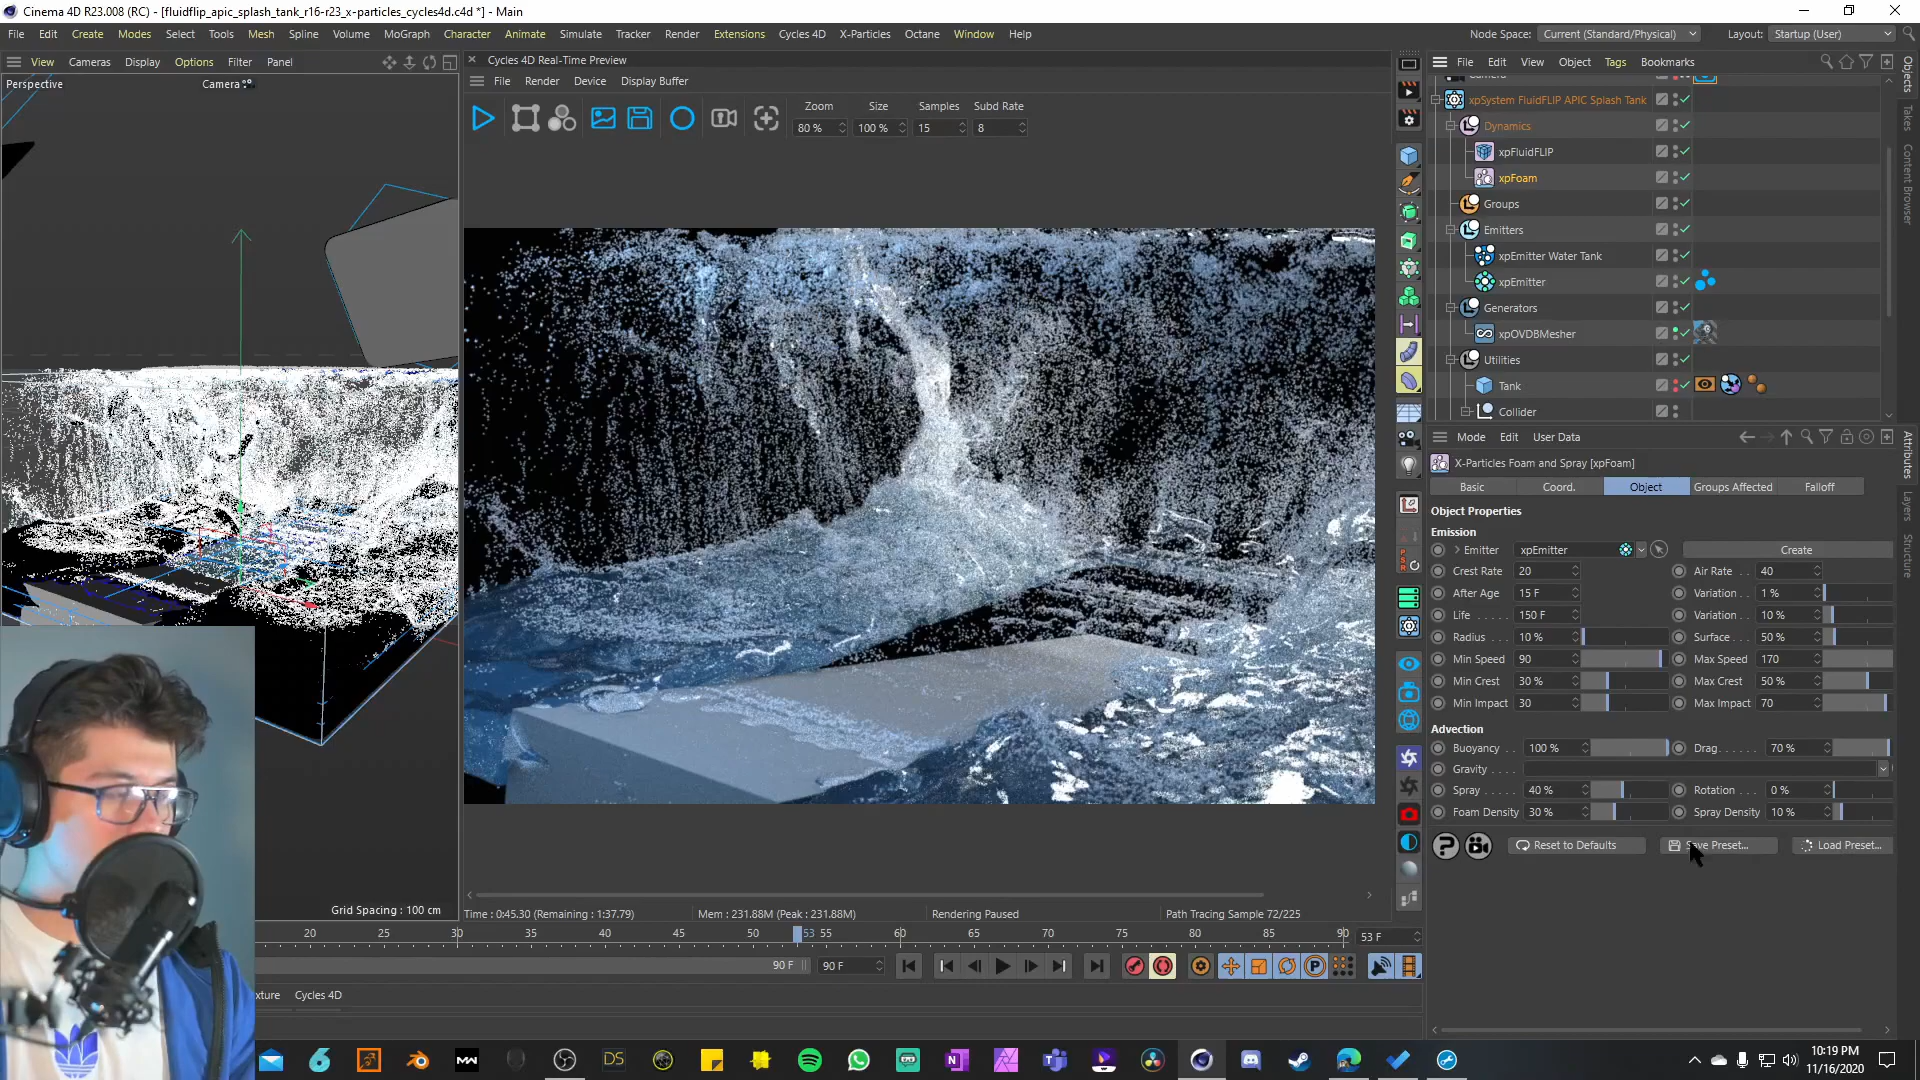 Cinema 4D R23.008 (RC) - [fluidflip_apic_splash_tank_r16-r23_x-particles_cycles4d.c4d *] - Main
File Edit Create Modes Select Tools Mesh Spline Volume MoGraph Character Animate Simulate Tracker Render Extensions Cycles 4D X-Particles Octane Window Help Node Space: Current (Standard/Physical) Layout: Startup (User)
View Cameras Display Options Filter Panel
Perspective Camera
Grid Spacing : 100 cm
Cycles 4D Real-Time Preview
File Render Device Display Buffer
Zoom Size Samples Subd Rate
80 % 100 % 15 8
Time : 0:45.30 (Remaining : 1:37.79) Mem : 231.88M (Peak : 231.88M) Rendering Paused Path Tracing Sample 72/225
File Edit View Object Tags Bookmarks
xpSystem FluidFLIP APIC Splash Tank
Dynamics
xpFluidFLIP
xpFoam
Groups
Emitters
xpEmitter Water Tank
xpEmitter
Generators
xpOVDBMesher
Utilities
Tank
Collider
Objects
Takes
Content Browser
Mode Edit User Data
X-Particles Foam and Spray [xpFoam]
Basic Coord. Object Groups Affected Falloff
Object Properties
Emission
Emitter xpEmitter Create
Crest Rate 20 Air Rate . . 40
After Age 15 F Variation . . 1 %
Life . . . . . 150 F Variation . . 10 %
Radius . . . 10 % Surface . . 50 %
Min Speed 90 Max Speed 170
Min Crest 30 % Max Crest 50 %
Min Impact 30 Max Impact 70
Advection
Buoyancy . . 100 % Drag. . . . . . 70 %
Gravity . . . .
Spray . . . . . 40 % Rotation . . 0 %
Foam Density 30 % Spray Density 10 %
Reset to Defaults Save Preset... Load Preset...
Attributes
Layers
Structure
20 25 30 35 40 45 50 53 55 60 65 70 75 80 85 90 53 F
90 F 90 F
xture Cycles 4D
DS
10:19 PM
11/16/2020